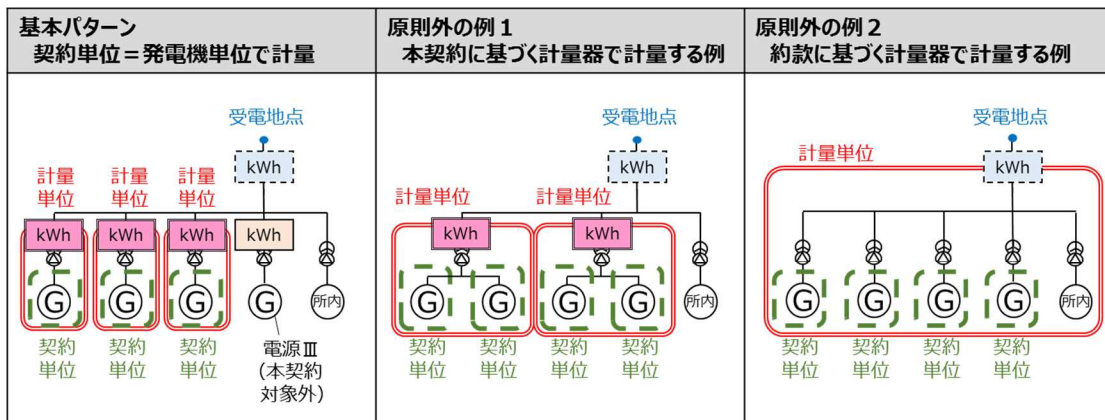 基本パターン
契約単位＝発電機単位で計量
受電地点
kWh
計量
単位
計量
単位
計量
単位
kWh
kWh
kWh
kWh
G
G
G
G
所内
契約
単位
契約
単位
契約
単位
電源Ⅲ
（本契約
対象外）
原則外の例１
本契約に基づく計量器で計量する例
受電地点
kWh
計量単位
計量単位
kWh
kWh
G
G
G
G
所内
契約
単位
契約
単位
契約
単位
契約
単位
原則外の例２
約款に基づく計量器で計量する例
受電地点
計量単位
kWh
G
G
G
G
所内
契約
単位
契約
単位
契約
単位
契約
単位